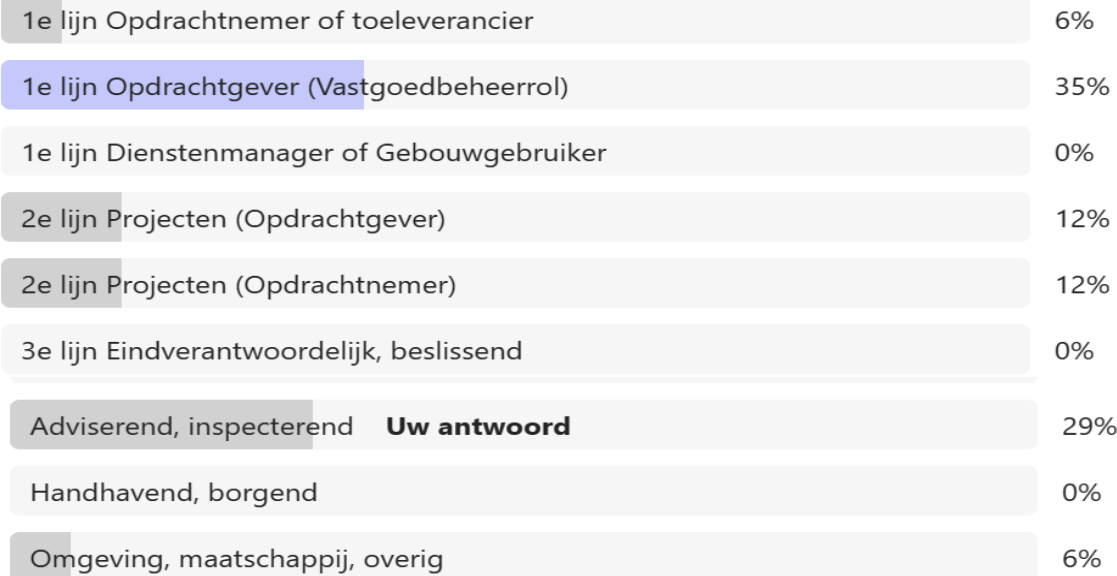 1e lijn Opdrachtnemer of toeleverancier 6%
1e lijn Opdrachtgever (Vastgoedbeheerrol) 35%
1e lijn Dienstenmanager of Gebouwgebruiker 0%
2e lijn Projecten (Opdrachtgever) 12%
2e lijn Projecten (Opdrachtnemer) 12%
3e lijn Eindverantwoordelijk, beslissend 0%
Adviserend, inspecterend Uw antwoord 29%
Handhavend, borgend 0%
Omgeving, maatschappij, overig 6%